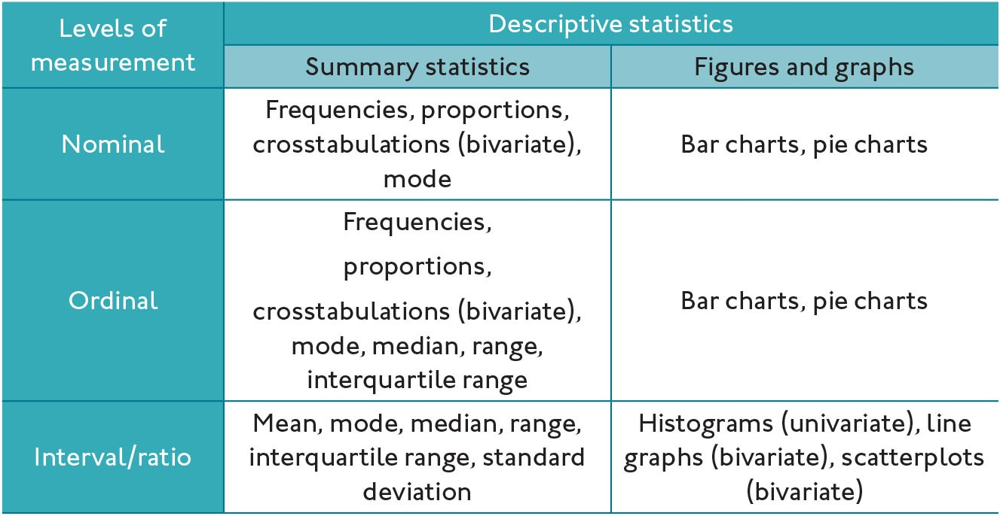 Levels of
measurement
Descriptive statistics
Summary statistics
Figures and graphs
Nominal
Frequencies, proportions,
crosstabulations (bivariate),
mode
Bar charts, pie charts
Ordinal
Frequencies,
proportions,
crosstabulations (bivariate),
mode, median, range,
interquartile range
Bar charts, pie charts
Interval/ratio
Mean, mode, median, range,
interquartile range, standard
deviation
Histograms (univariate), line
graphs (bivariate), scatterplots
(bivariate)